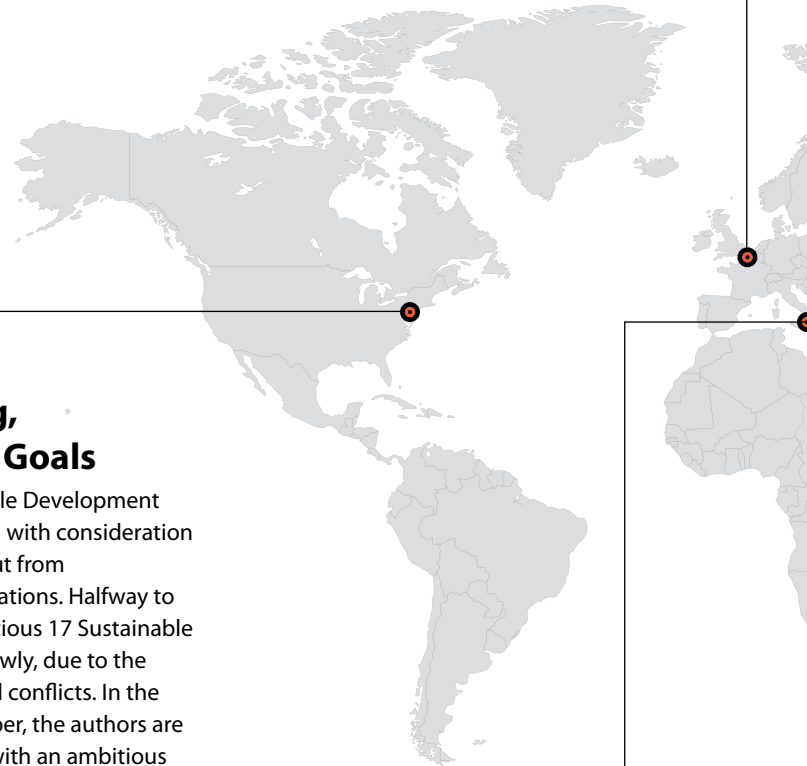 g,
Goals
le Development
with consideration
ut from
ations. Halfway to
tious 17 Sustainable
wly, due to the
l conflicts. In the
per, the authors are
with an ambitious